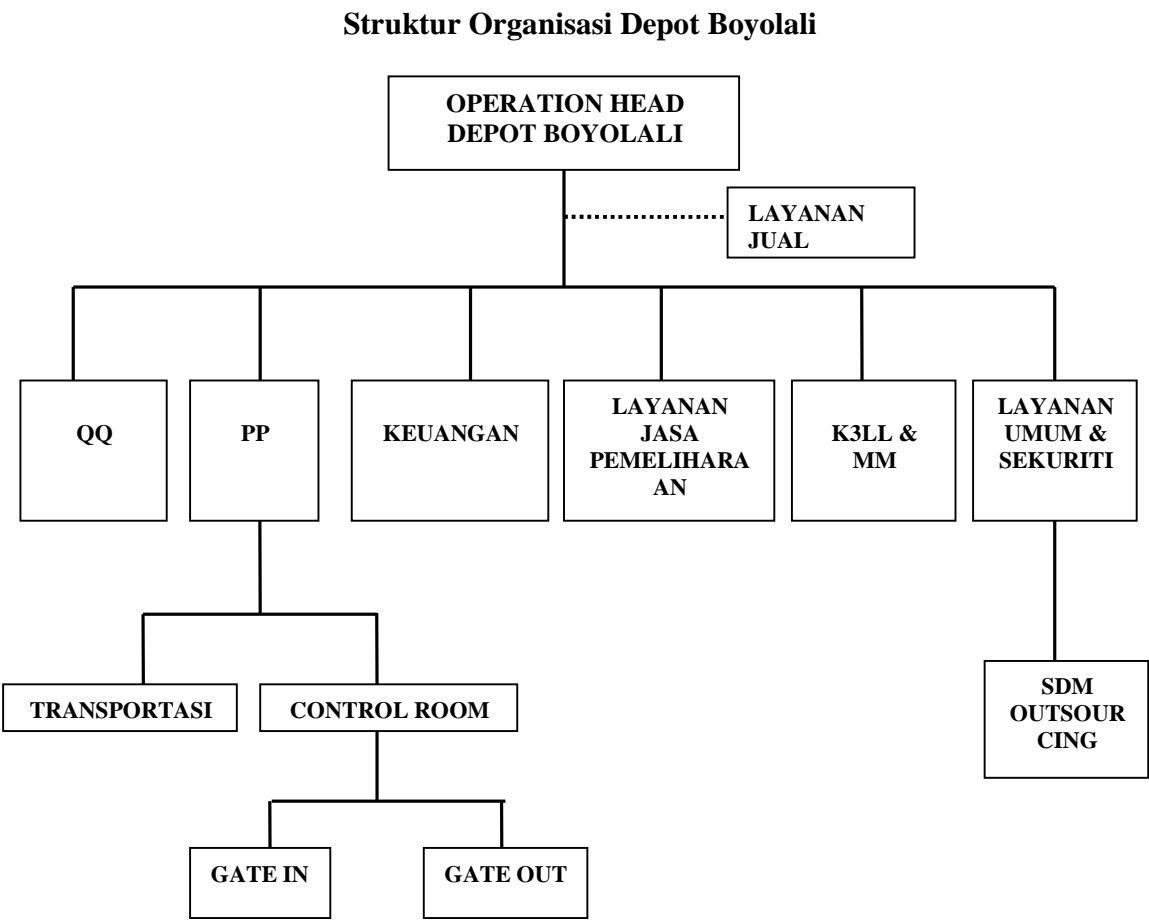 Struktur Organisasi Depot Boyolali
OPERATION HEAD
DEPOT BOYOLALI
LAYANAN
JUAL
QQ
PP
KEUANGAN
LAYANAN
JASA
PEMELIHARA
AN
K3LL &
MM
LAYANAN
UMUM &
SEKURITI
TRANSPORTASI
CONTROL ROOM
SDM
OUTSOUR
CING
GATE IN
GATE OUT